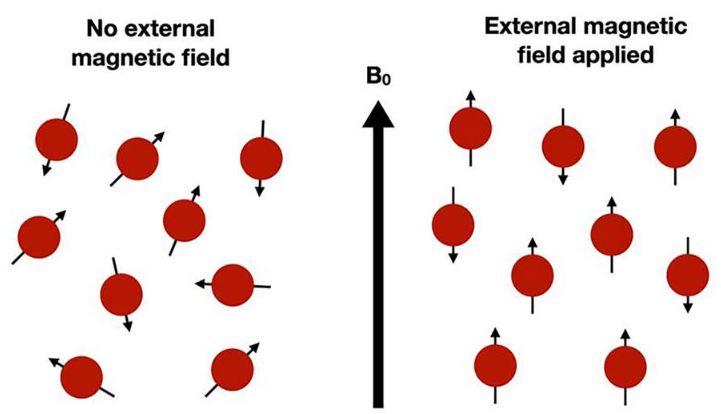 No external
magnetic field
B₀
External magnetic
field applied